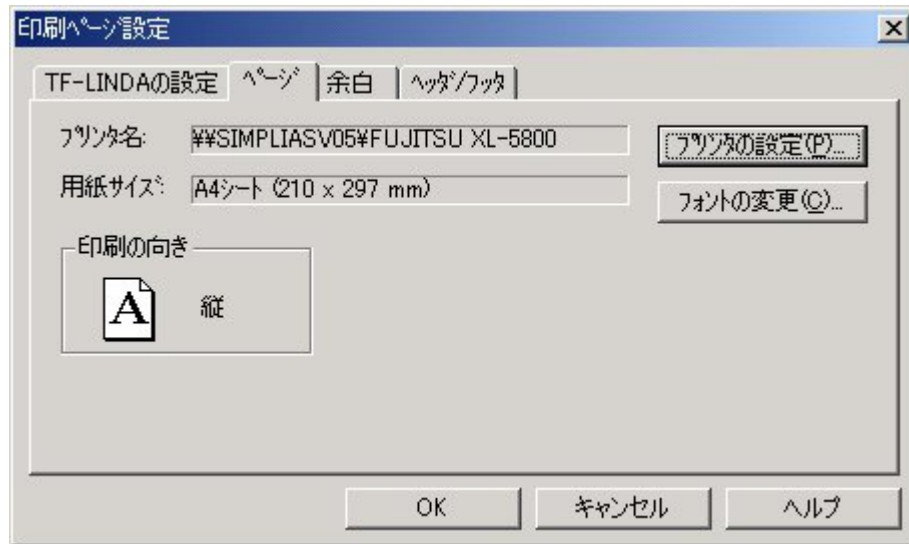 印刷ﾍﾟｰｼﾞ設定
TF-LINDAの設定 ﾍﾟｰｼﾞ 余白 ﾍｯﾀﾞ/ﾌｯﾀ
ﾌﾟﾘﾝﾀ名: ¥¥SIMPLIASV05¥FUJITSU XL-5800 ﾌﾟﾘﾝﾀの設定(P)...
用紙ｻｲｽﾞ: A4ｼｰﾄ (210 x 297 mm) ﾌｫﾝﾄの変更(C)...
印刷の向き
A 縦
OK キャンセル ヘルプ